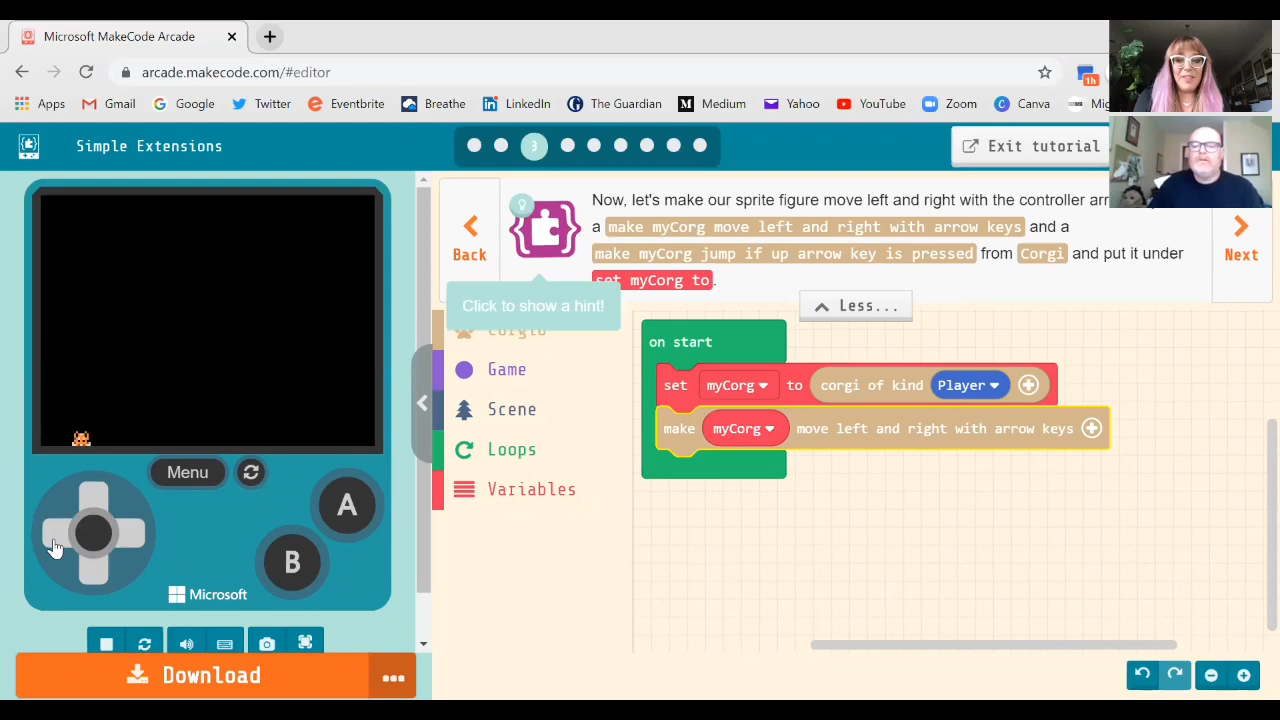 Microsoft MakeCode Arcade
arcade.makecode.com/#editor
1h
Apps Gmail Google Twitter Eventbrite Breathe LinkedIn The Guardian Medium Yahoo YouTube Zoom Canva Mig
Simple Extensions
3
Exit tutorial
Back
Now, let's make our sprite figure move left and right with the controller arr
a make myCorg move left and right with arrow keys and a
make myCorg jump if up arrow key is pressed from Corgi and put it under
set myCorg to.
Next
Click to show a hint!
Less...
Corgio
Game
Scene
Loops
Variables
on start
set myCorg to corgi of kind Player
make myCorg move left and right with arrow keys
Menu
A
B
Microsoft
Download